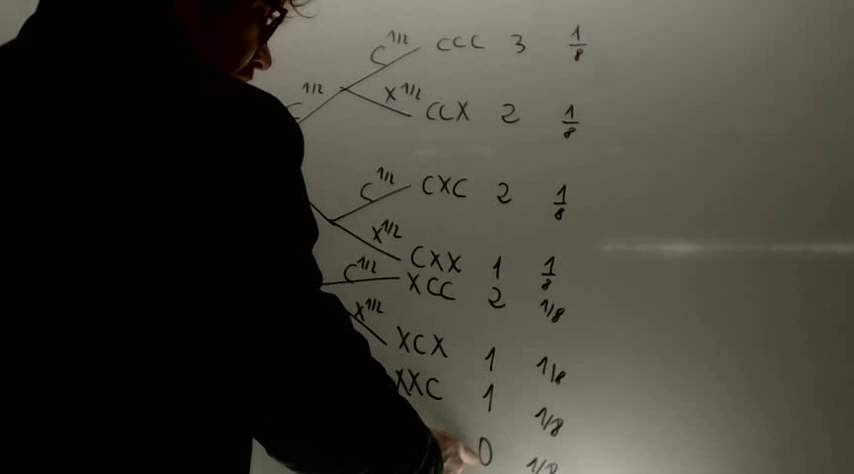 C 1/2 CCC 3 1/8
1/2 X 1/2 CCX 2 1/8
C 1/2 CXC 2 1/8
X 1/2 CXX 1 1/8
C 1/2 XCC 2 1/8
X 1/2 XCX 1 1/8
XXC 1 1/8
0 1/8